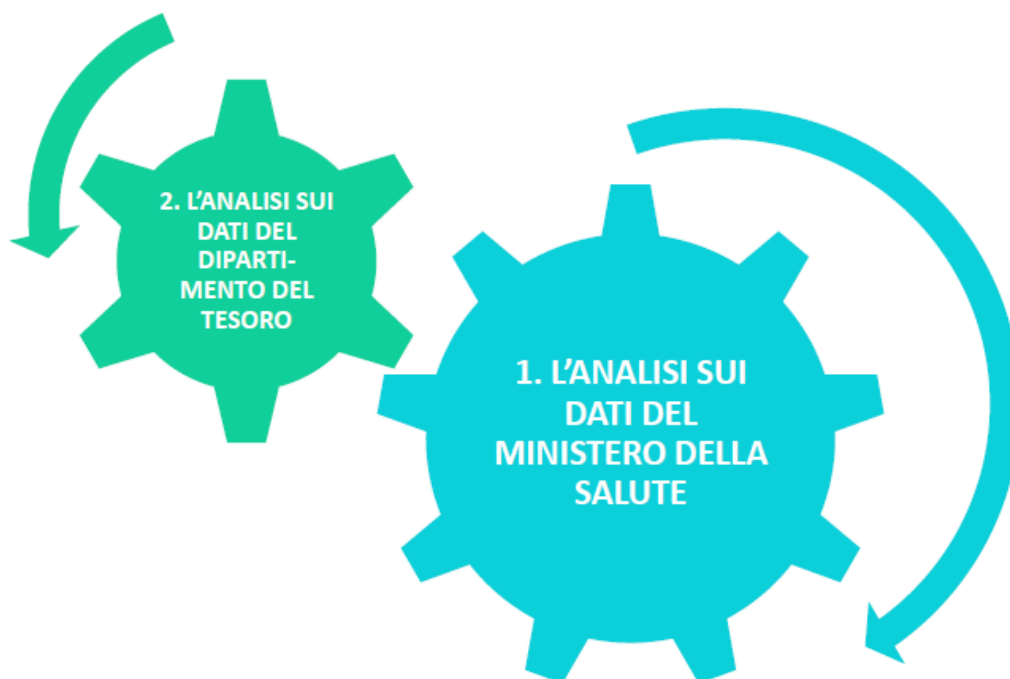 2. L'ANALISI SUI
DATI DEL
DIPARTI-
MENTO DEL
TESORO
1. L'ANALISI SUI
DATI DEL
MINISTERO DELLA
SALUTE